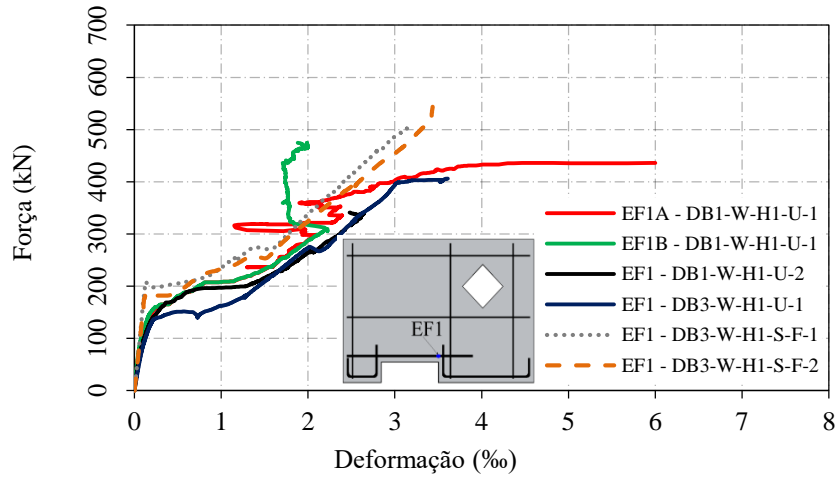 700
600
500
400
300
200
100
0
Força (kN)
EF1A - DB1-W-H1-U-1
EF1B - DB1-W-H1-U-1
EF1 - DB1-W-H1-U-2
EF1 - DB3-W-H1-U-1
EF1 - DB3-W-H1-S-F-1
EF1 - DB3-W-H1-S-F-2
EF1
0 1 2 3 4 5 6 7 8
Deformação (‰)